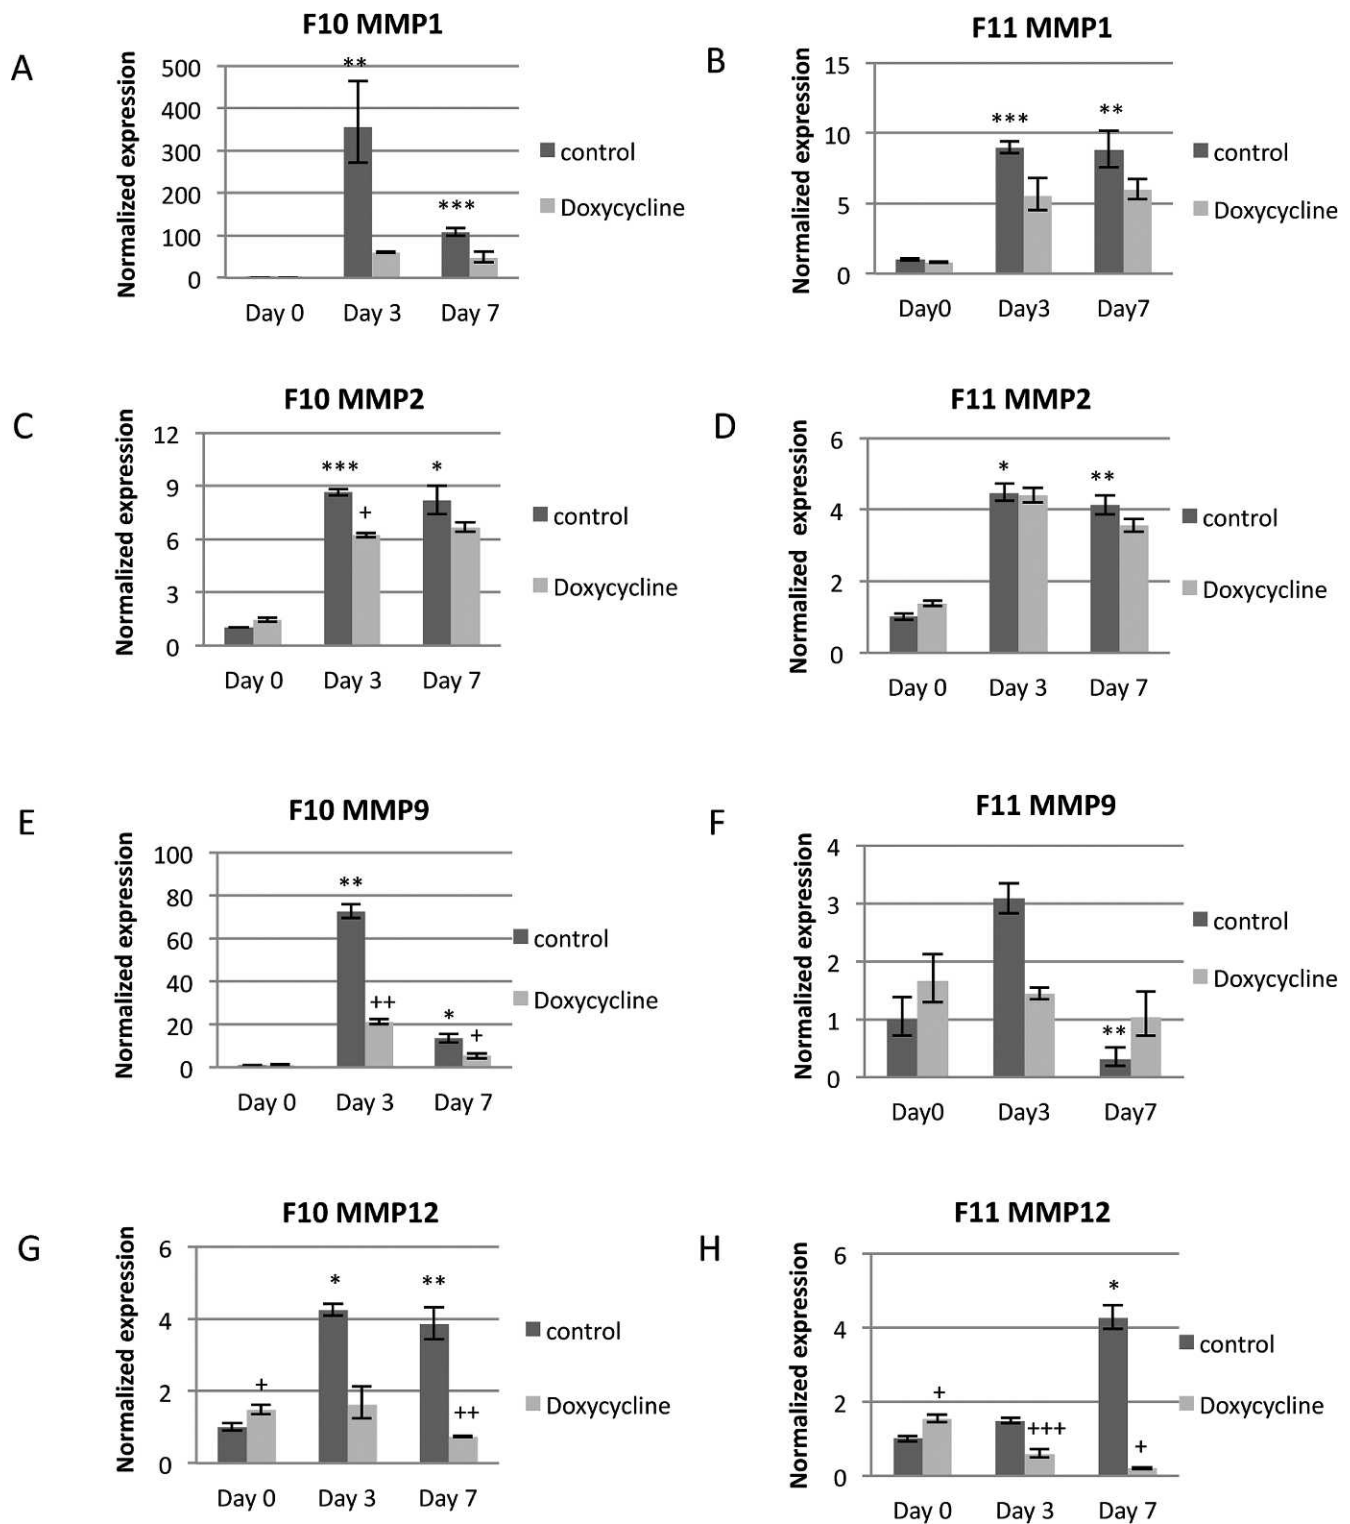 A
F10 MMP1
Normalized expression
500
400
300
200
100
0
**
***
Day 0
Day 3
Day 7
control
Doxycycline
B
F11 MMP1
Normalized expression
15
10
5
0
***
**
Day0
Day3
Day7
control
Doxycycline
C
F10 MMP2
Normalized expression
12
9
6
3
0
***
+
*
Day 0
Day 3
Day 7
control
Doxycycline
D
F11 MMP2
Normalized expression
6
4
2
0
*
**
Day 0
Day 3
Day 7
control
Doxycycline
E
F10 MMP9
Normalized expression
100
80
60
40
20
0
**
++
*
+
Day 0
Day 3
Day 7
control
Doxycycline
F
F11 MMP9
Normalized expression
4
3
2
1
0
**
Day0
Day3
Day7
control
Doxycycline
G
F10 MMP12
Normalized expression
6
4
2
0
+
*
**
++
Day 0
Day 3
Day 7
control
Doxycycline
H
F11 MMP12
Normalized expression
6
4
2
0
+
+++
*
+
Day 0
Day 3
Day 7
control
Doxycycline